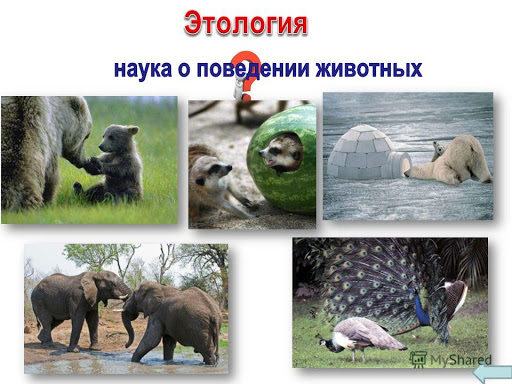 Этология
наука о поведении животных
?
MyShared